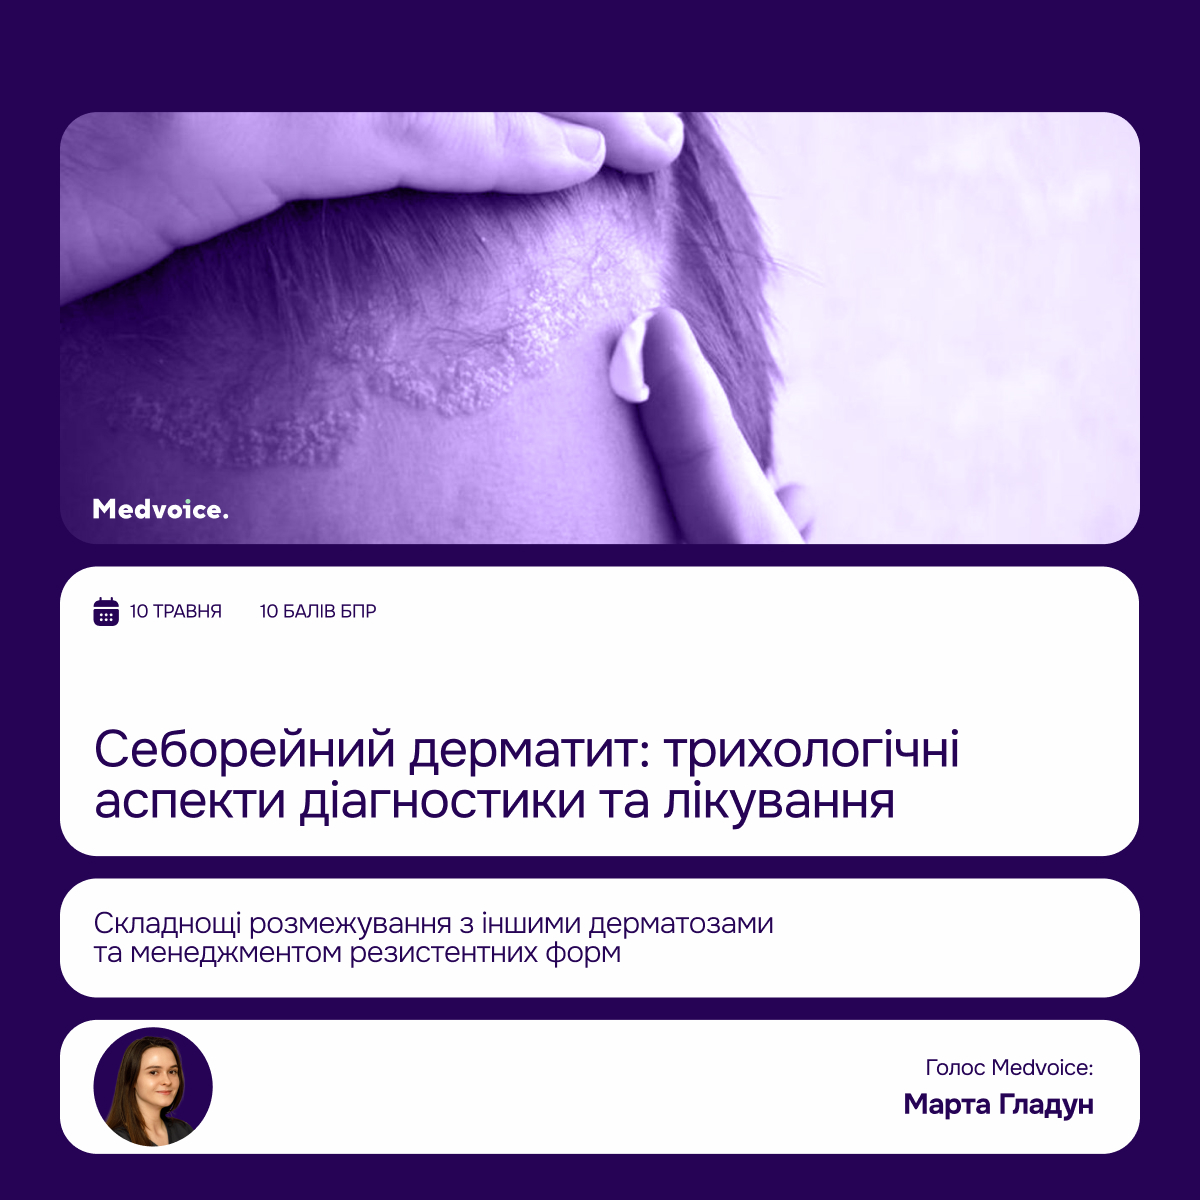 Medvoice.
10 ТРАВНЯ 10 БАЛІВ БПР
Себорейний дерматит: трихологічні
аспекти діагностики та лікування
Складнощі розмежування з іншими дерматозами
та менеджментом резистентних форм
Голос Medvoice:
Марта Гладун